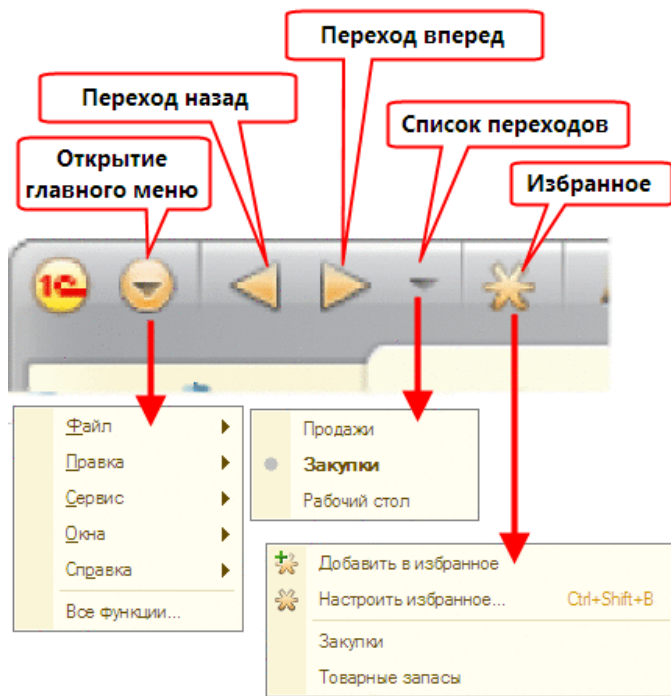 Переход вперед
Переход назад
Список переходов
Открытие
главного меню
Избранное
1С
Файл
Правка
Сервис
Окна
Справка
Все функции...
Продажи
Закупки
Рабочий стол
Добавить в избранное
Настроить избранное... Ctrl+Shift+B
Закупки
Товарные запасы